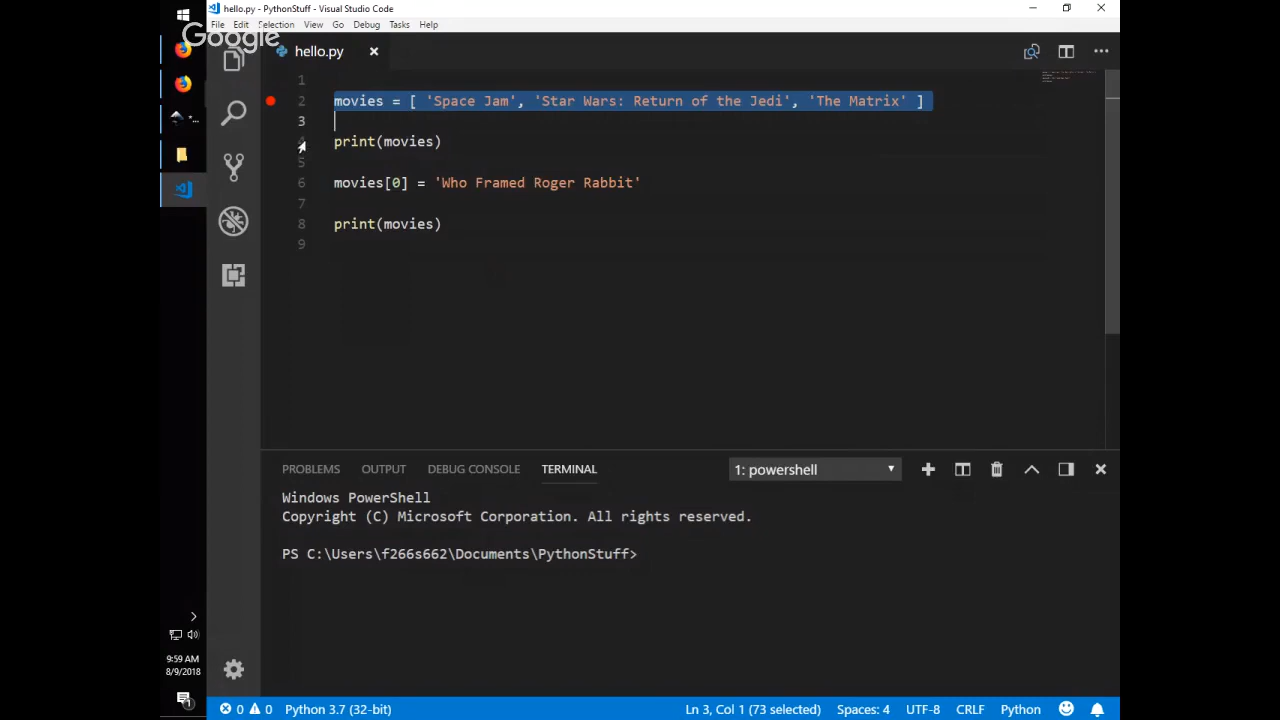 hello.py - PythonStuff - Visual Studio Code
File Edit Selection View Go Debug Tasks Help
Google
hello.py
1
2 movies = [ 'Space Jam', 'Star Wars: Return of the Jedi', 'The Matrix' ]
3
4 print(movies)
5
6 movies[0] = 'Who Framed Roger Rabbit'
7
8 print(movies)
9
PROBLEMS OUTPUT DEBUG CONSOLE TERMINAL 1: powershell
Windows PowerShell
Copyright (C) Microsoft Corporation. All rights reserved.
PS C:\Users\f266s662\Documents\PythonStuff>
9:59 AM
8/9/2018
1
0 0 Python 3.7 (32-bit) Ln 3, Col 1 (73 selected) Spaces: 4 UTF-8 CRLF Python